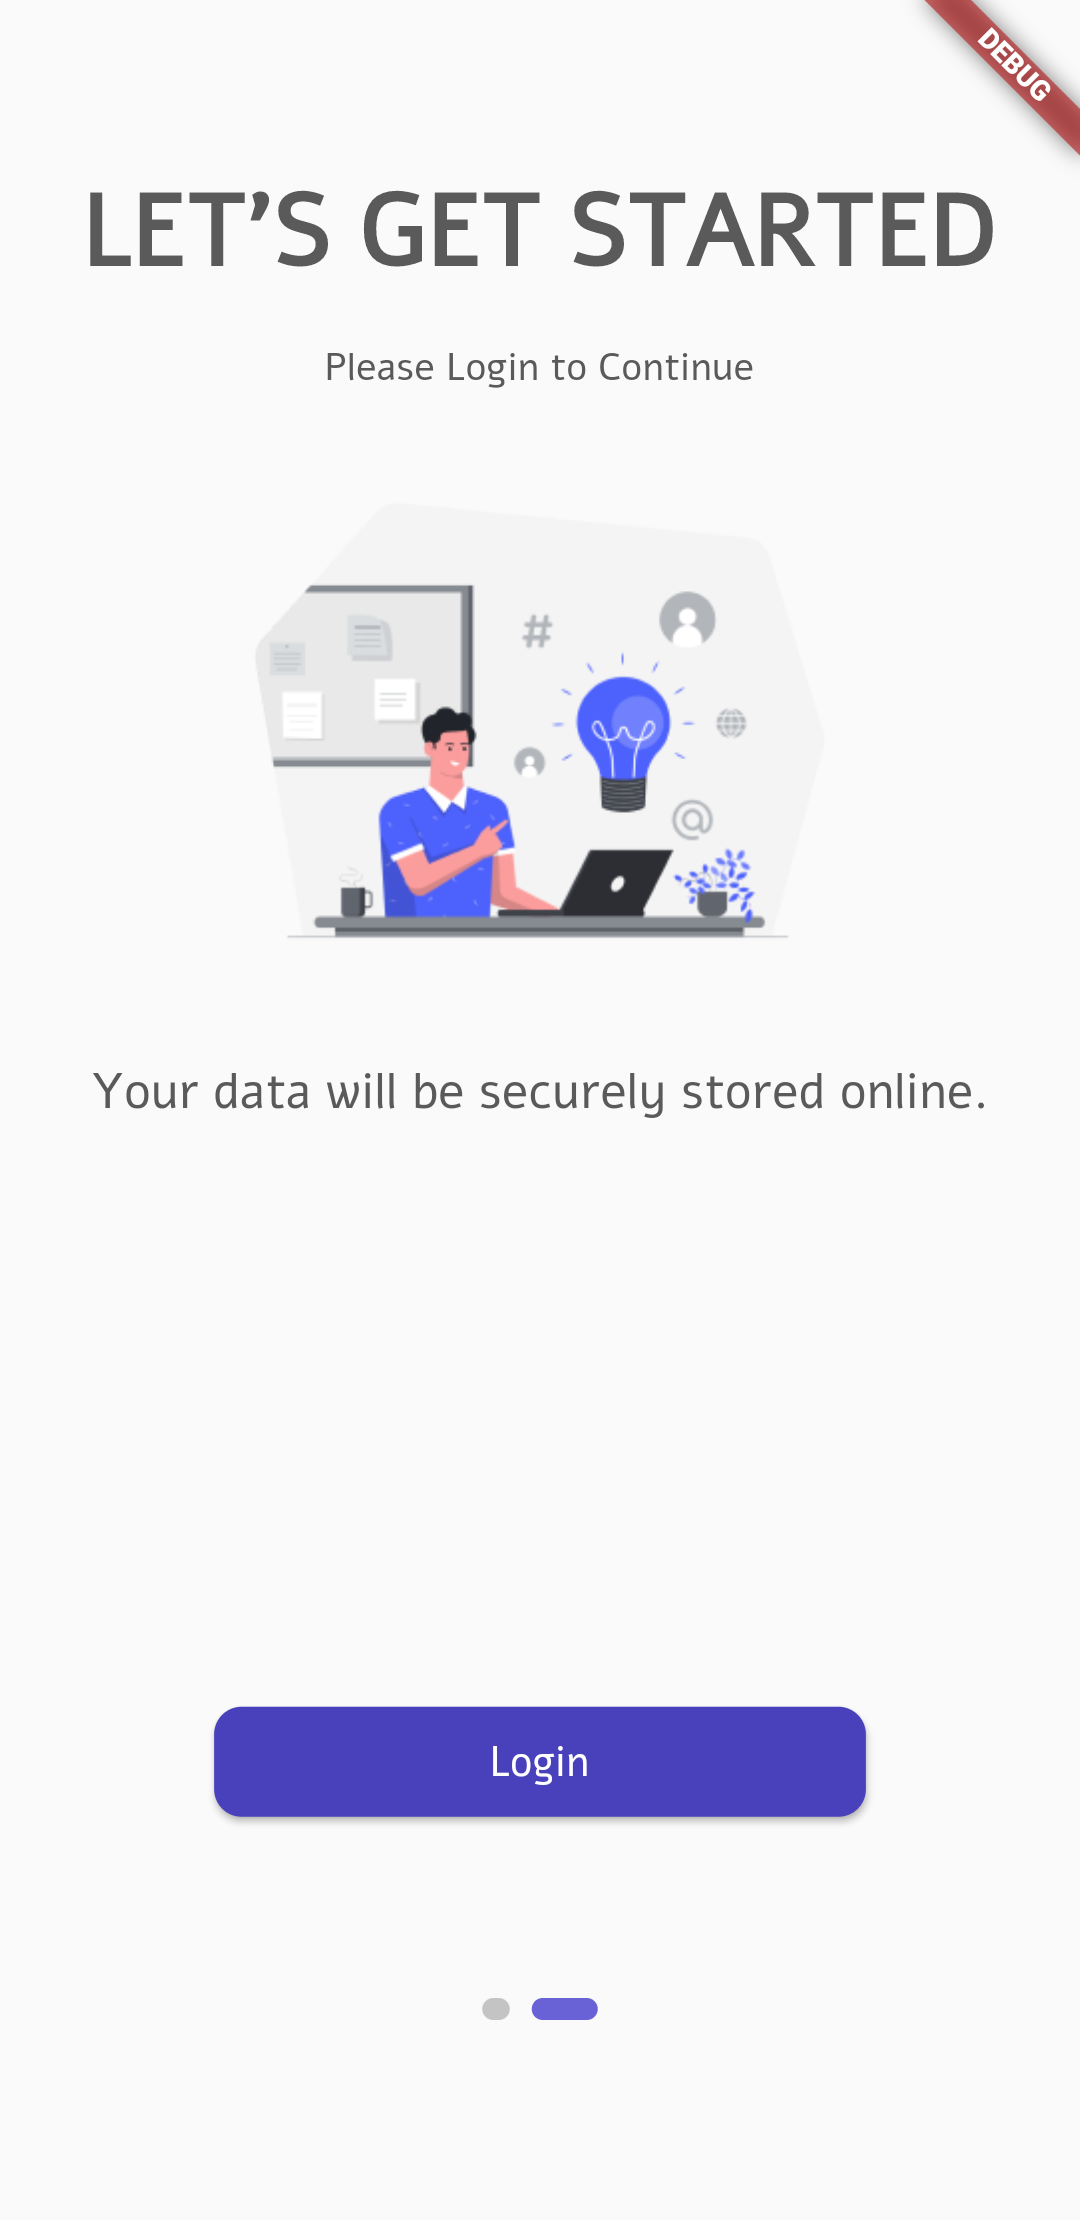 DEBUG
LET’S GET STARTED
Please Login to Continue
#
@
Your data will be securely stored online.
Login